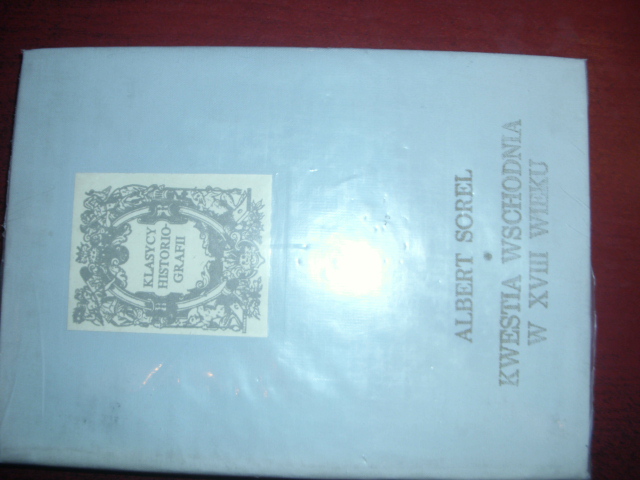 KLASYCY
HISTORIO-
GRAFII
ALBERT SOREL
KWESTIA WSCHODNIA
W XVIII WIEKU